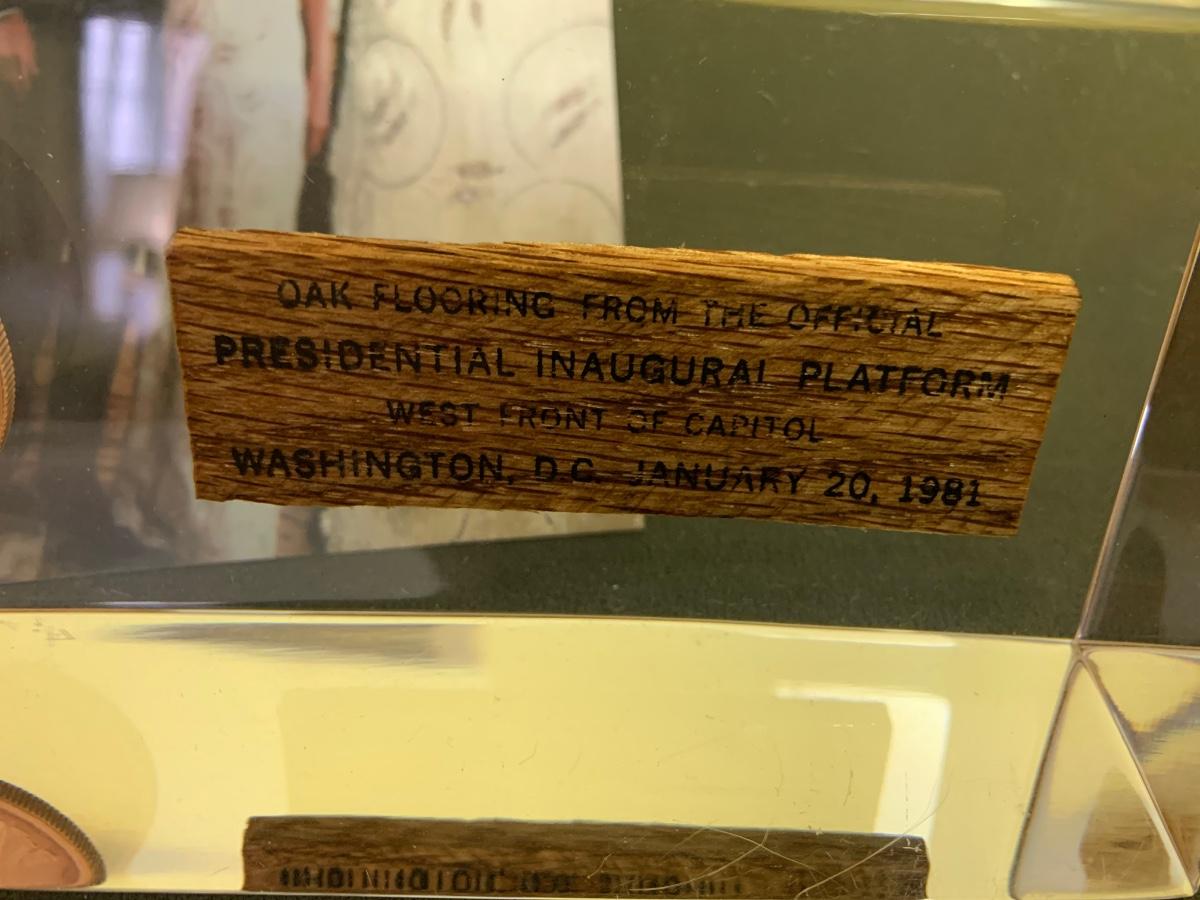 OAK FLOORING FROM THE OFFICIAL
PRESIDENTIAL INAUGURAL PLATFORM
WEST FRONT OF CAPITOL
WASHINGTON, D.C. JANUARY 20, 1981